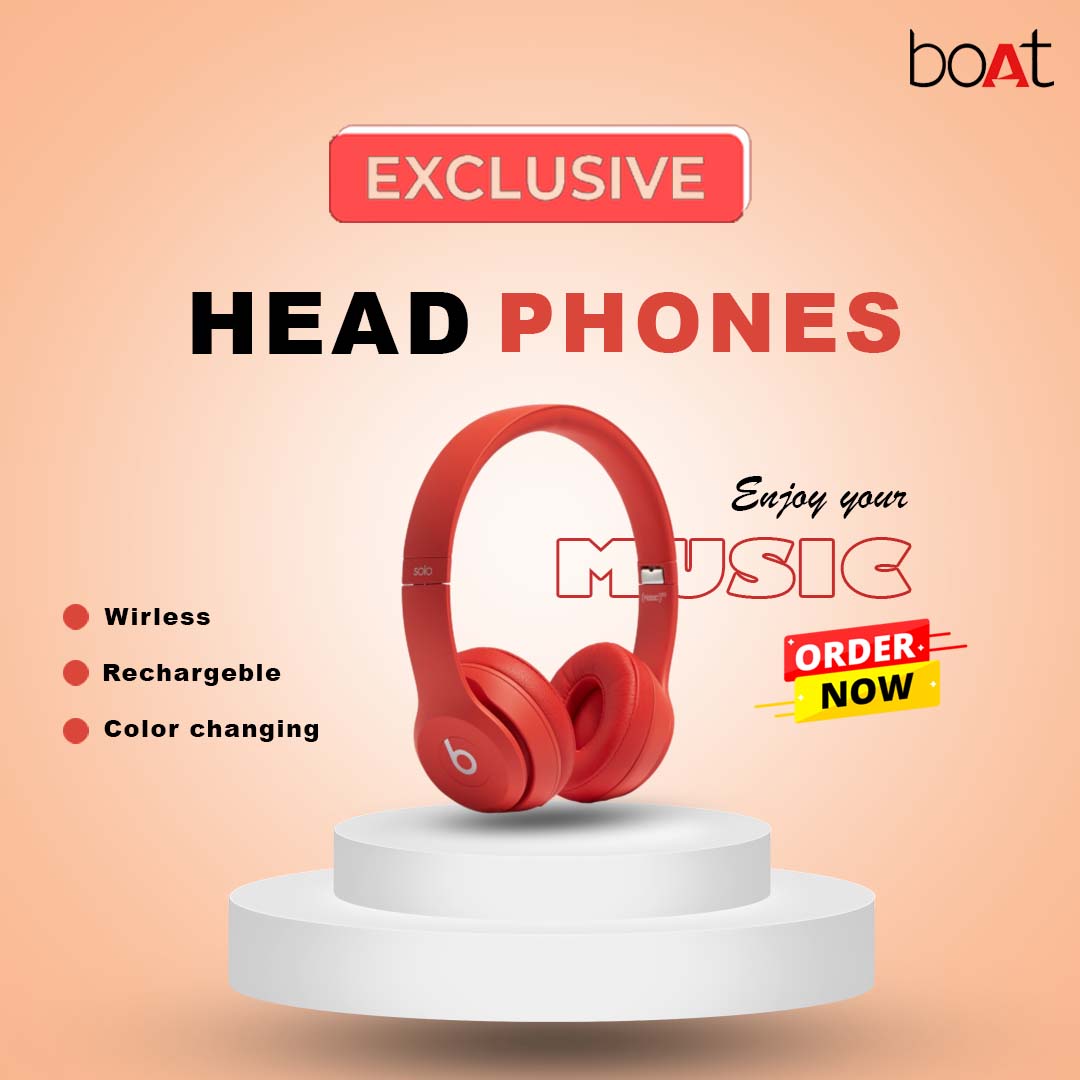 boAt
EXCLUSIVE
HEAD PHONES
Enjoy your
MUSIC
solo
Wirless
Rechargeble
Color changing
ORDER
NOW
b